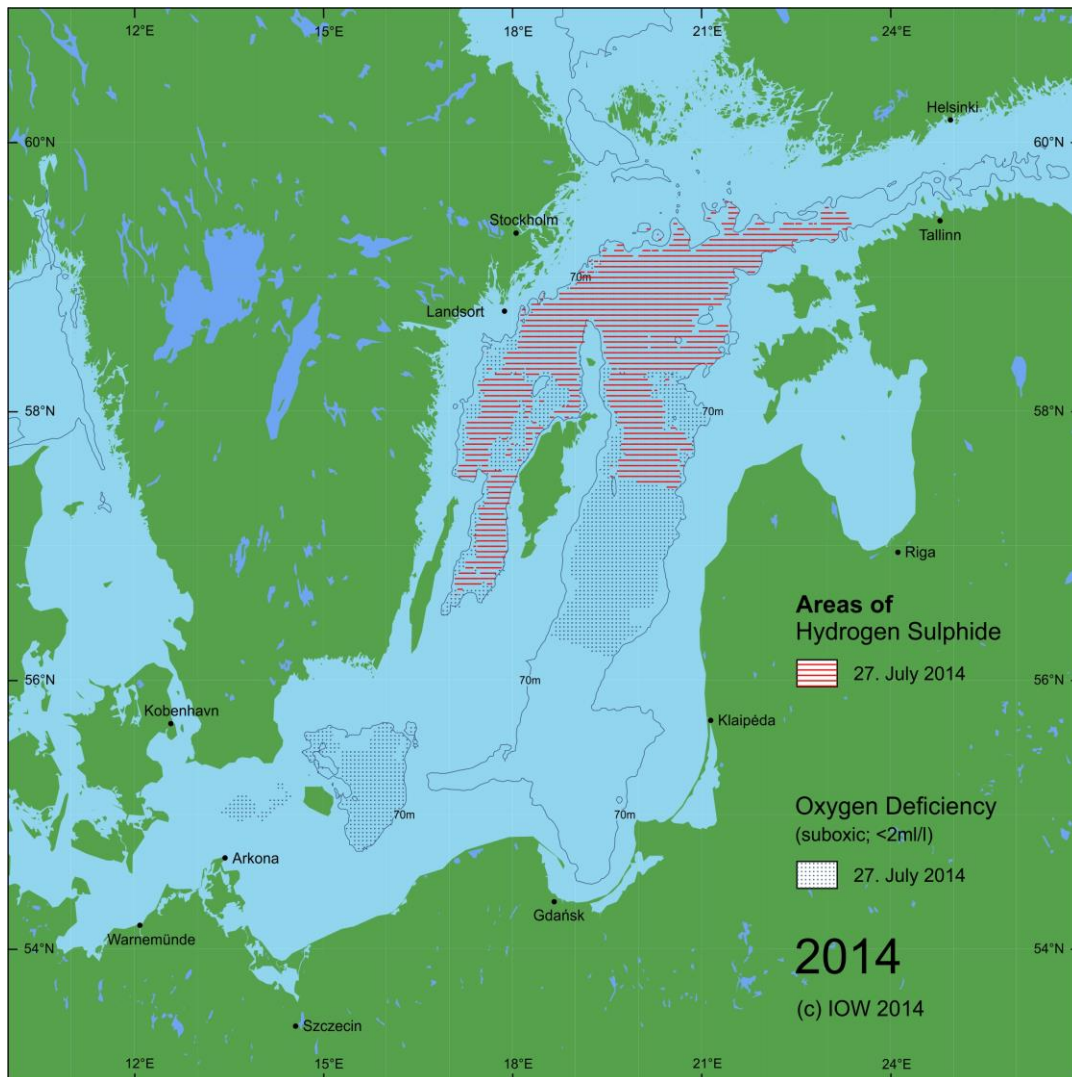 12°E
15°E
18°E
21°E
24°E
Helsinki
60°N
60°N
Stockholm
Tallinn
70m
Landsort
58°N
70m
58°N
Riga
Areas of
Hydrogen Sulphide
27. July 2014
56°N
70m
56°N
Kobenhavn
Klaipéda
Oxygen Deficiency
(suboxic; <2ml/l)
70m
70m
Arkona
27. July 2014
Gdańsk
Warnemünde
54°N
54°N
2014
(c) IOW 2014
Szczecin
12°E
15°E
18°E
21°E
24°E